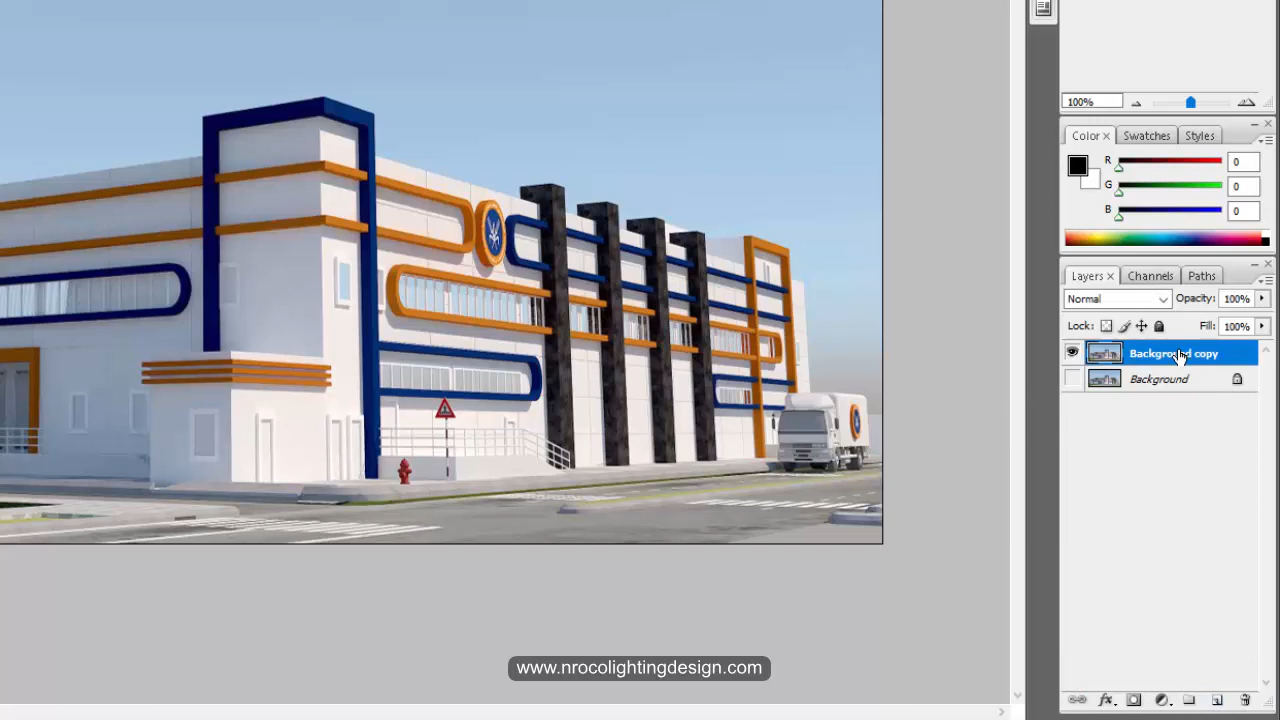 100%
Color × Swatches Styles
R 0
G 0
B 0
Layers × Channels Paths
Normal Opacity: 100%
Lock: Fill: 100%
Background copy
Background
fx
www.nrocolightingdesign.com